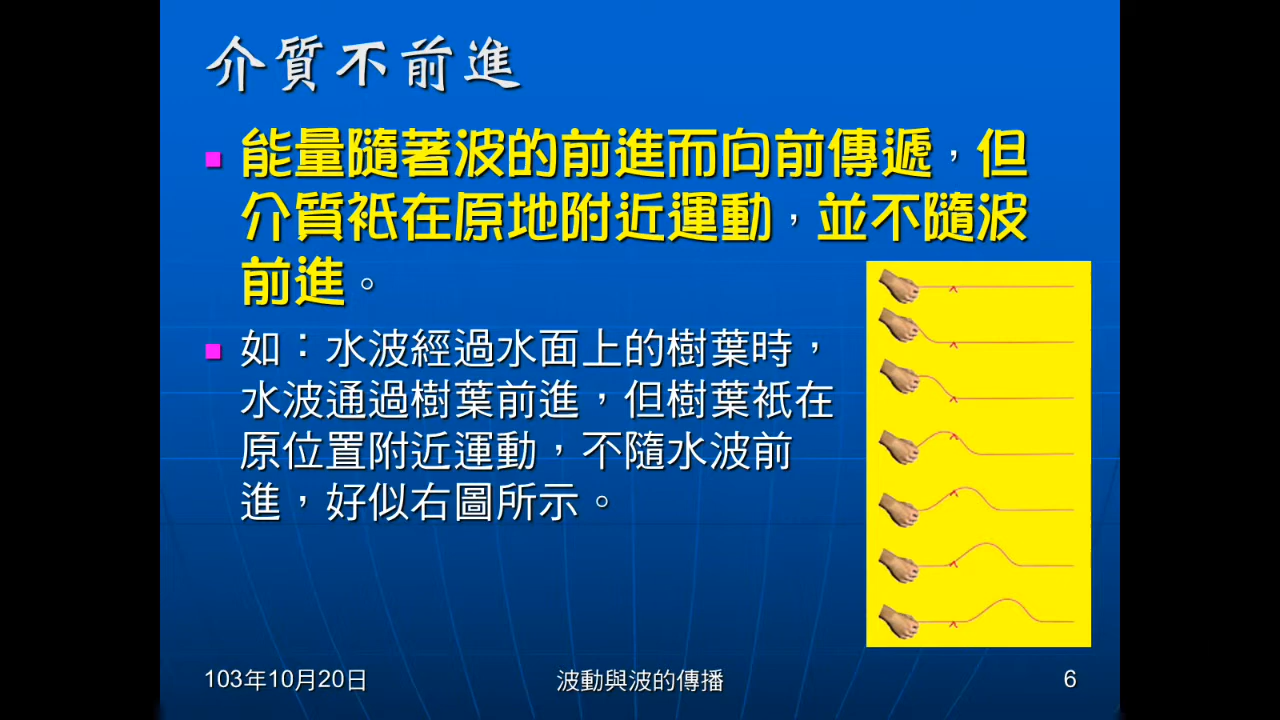 介質不前進
能量隨著波的前進而向前傳遞，但
介質衹在原地附近運動，並不隨波
前進。
如：水波經過水面上的樹葉時，
水波通過樹葉前進，但樹葉衹在
原位置附近運動，不隨水波前
進，好似右圖所示。
103年10月20日
波動與波的傳播
6